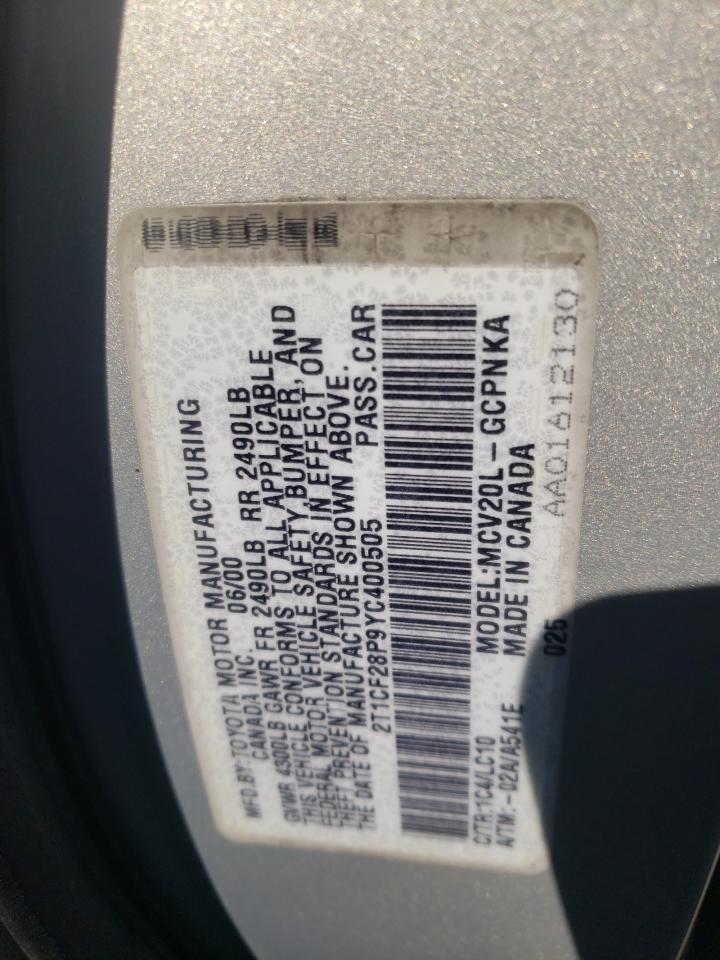 MFD. BY: TOYOTA MOTOR MANUFACTURING
CANADA INC. 06/00
GVWR 4300LB GAWR FR 2490LB RR 2490LB
THIS VEHICLE CONFORMS TO ALL APPLICABLE
FEDERAL MOTOR VEHICLE SAFETY,BUMPER, AND
THEFT PREVENTION STANDARDS IN EFFECT ON
THE DATE OF MANUFACTURE SHOWN ABOVE.
2T1CF28P9YC400505 PASS.CAR
C/TR:1C4/LC10 MODEL:MCV20L-GCPNKA
A/TM:-02A/A541E MADE IN CANADA
025 AA01612130